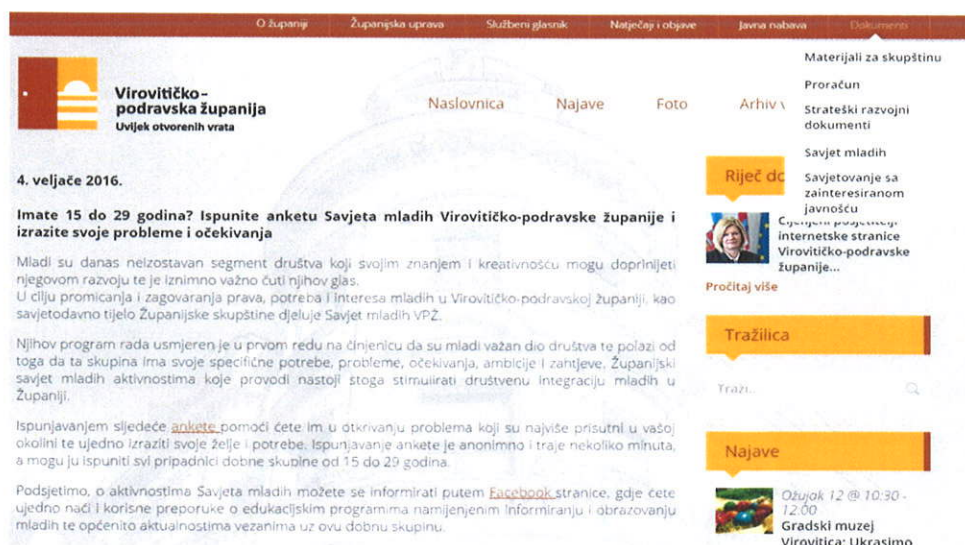 O županiji Županijska uprava Službeni glasnik Natječaji i objave Javna nabava Dokumenti
Materijali za skupštinu
Proračun
Strateški razvojni
dokumenti
Savjet mladih
Savjetovanje sa
zainteresiranom
javnošću
Virovitičko-
podravska županija
Uvijek otvorenih vrata
Naslovnica Najave Foto Arhiv
4. veljače 2016.
Imate 15 do 29 godina? Ispunite anketu Savjeta mladih Virovitičko-podravske županije i
izrazite svoje probleme i očekivanja
Mladi su danas neizostavan segment društva koji svojim znanjem i kreativnošću mogu doprinijeti
njegovom razvoju te je iznimno važno čuti njihov glas.
U cilju promicanja i zagovaranja prava, potreba i interesa mladih u Virovitičko-podravskoj županiji, kao
savjetodavno tijelo Županijske skupštine djeluje Savjet mladih VPŽ.
Njihov program rada usmjeren je u prvom redu na činjenicu da su mladi važan dio društva te polazi od
toga da ta skupina ima svoje specifične potrebe, probleme, očekivanja, ambicije i zahtjeve, Županijski
savjet mladih aktivnostima koje provodi nastoji stoga stimulirati društvenu integraciju mladih u
Županiji.
Ispunjavanjem sljedeće ankete pomoći ćete im u otkrivanju problema koji su najviše prisutni u vašoj
okolini te ujedno izraziti svoje želje i potrebe. Ispunjavanje ankete je anonimno i traje nekoliko minuta,
a mogu ju ispuniti svi pripadnici dobne skupine od 15 do 29 godina.
Podsjetimo, o aktivnostima Savjeta mladih možete se informirati putem Facebook stranice, gdje ćete
ujedno naći i korisne preporuke o edukacijskim programima namijenjenim informiranju i obrazovanju
mladih te općenito aktualnostima vezanima uz ovu dobnu skupinu.
Riječ do
Cijenjeni posjetitelji
internetske stranice
Virovitičko-podravske
županije...
Pročitaj više
Tražilica
Traži...
Najave
Ožujak 12 @ 10:30 -
12:00
Gradski muzej
Virovitica: Ukrasimo